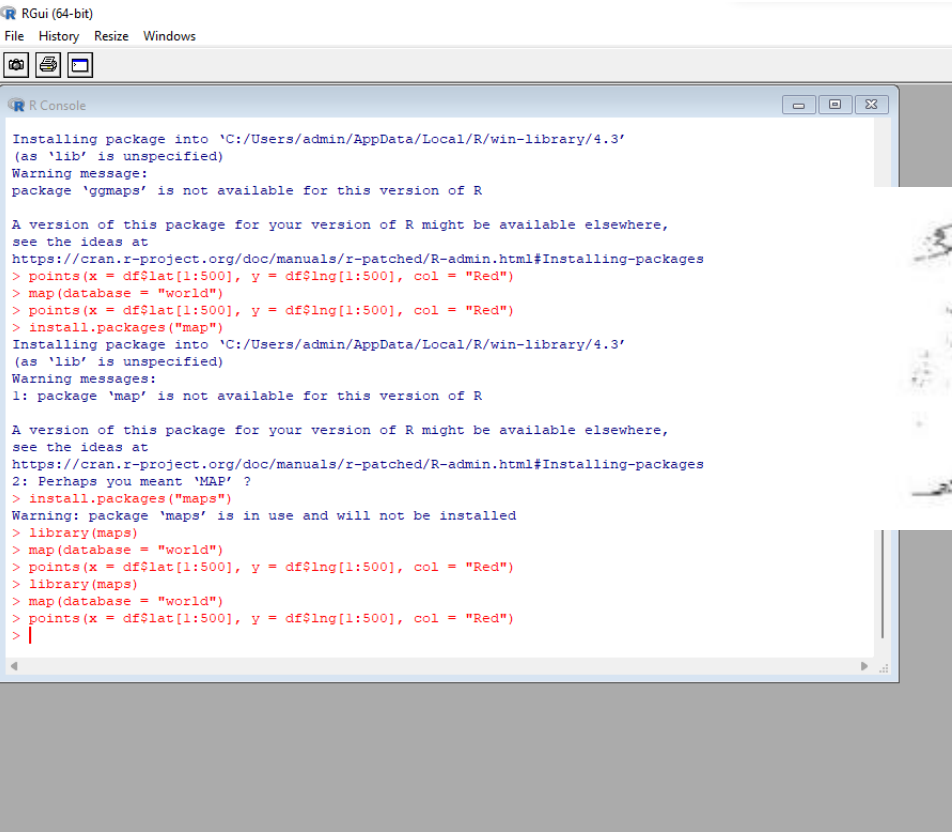 RGui (64-bit)
File History Resize Windows
R Console
Installing package into ‘C:/Users/admin/AppData/Local/R/win-library/4.3’
(as ‘lib’ is unspecified)
Warning message:
package ‘ggmaps’ is not available for this version of R
A version of this package for your version of R might be available elsewhere,
see the ideas at
https://cran.r-project.org/doc/manuals/r-patched/R-admin.html#Installing-packages
> points(x = df$lat[1:500], y = df$lng[1:500], col = "Red")
> map(database = "world")
> points(x = df$lat[1:500], y = df$lng[1:500], col = "Red")
> install.packages("map")
Installing package into ‘C:/Users/admin/AppData/Local/R/win-library/4.3’
(as ‘lib’ is unspecified)
Warning messages:
1: package ‘map’ is not available for this version of R
A version of this package for your version of R might be available elsewhere,
see the ideas at
https://cran.r-project.org/doc/manuals/r-patched/R-admin.html#Installing-packages
2: Perhaps you meant ‘MAP’ ?
> install.packages("maps")
Warning: package ‘maps’ is in use and will not be installed
> library(maps)
> map(database = "world")
> points(x = df$lat[1:500], y = df$lng[1:500], col = "Red")
> library(maps)
> map(database = "world")
> points(x = df$lat[1:500], y = df$lng[1:500], col = "Red")
>